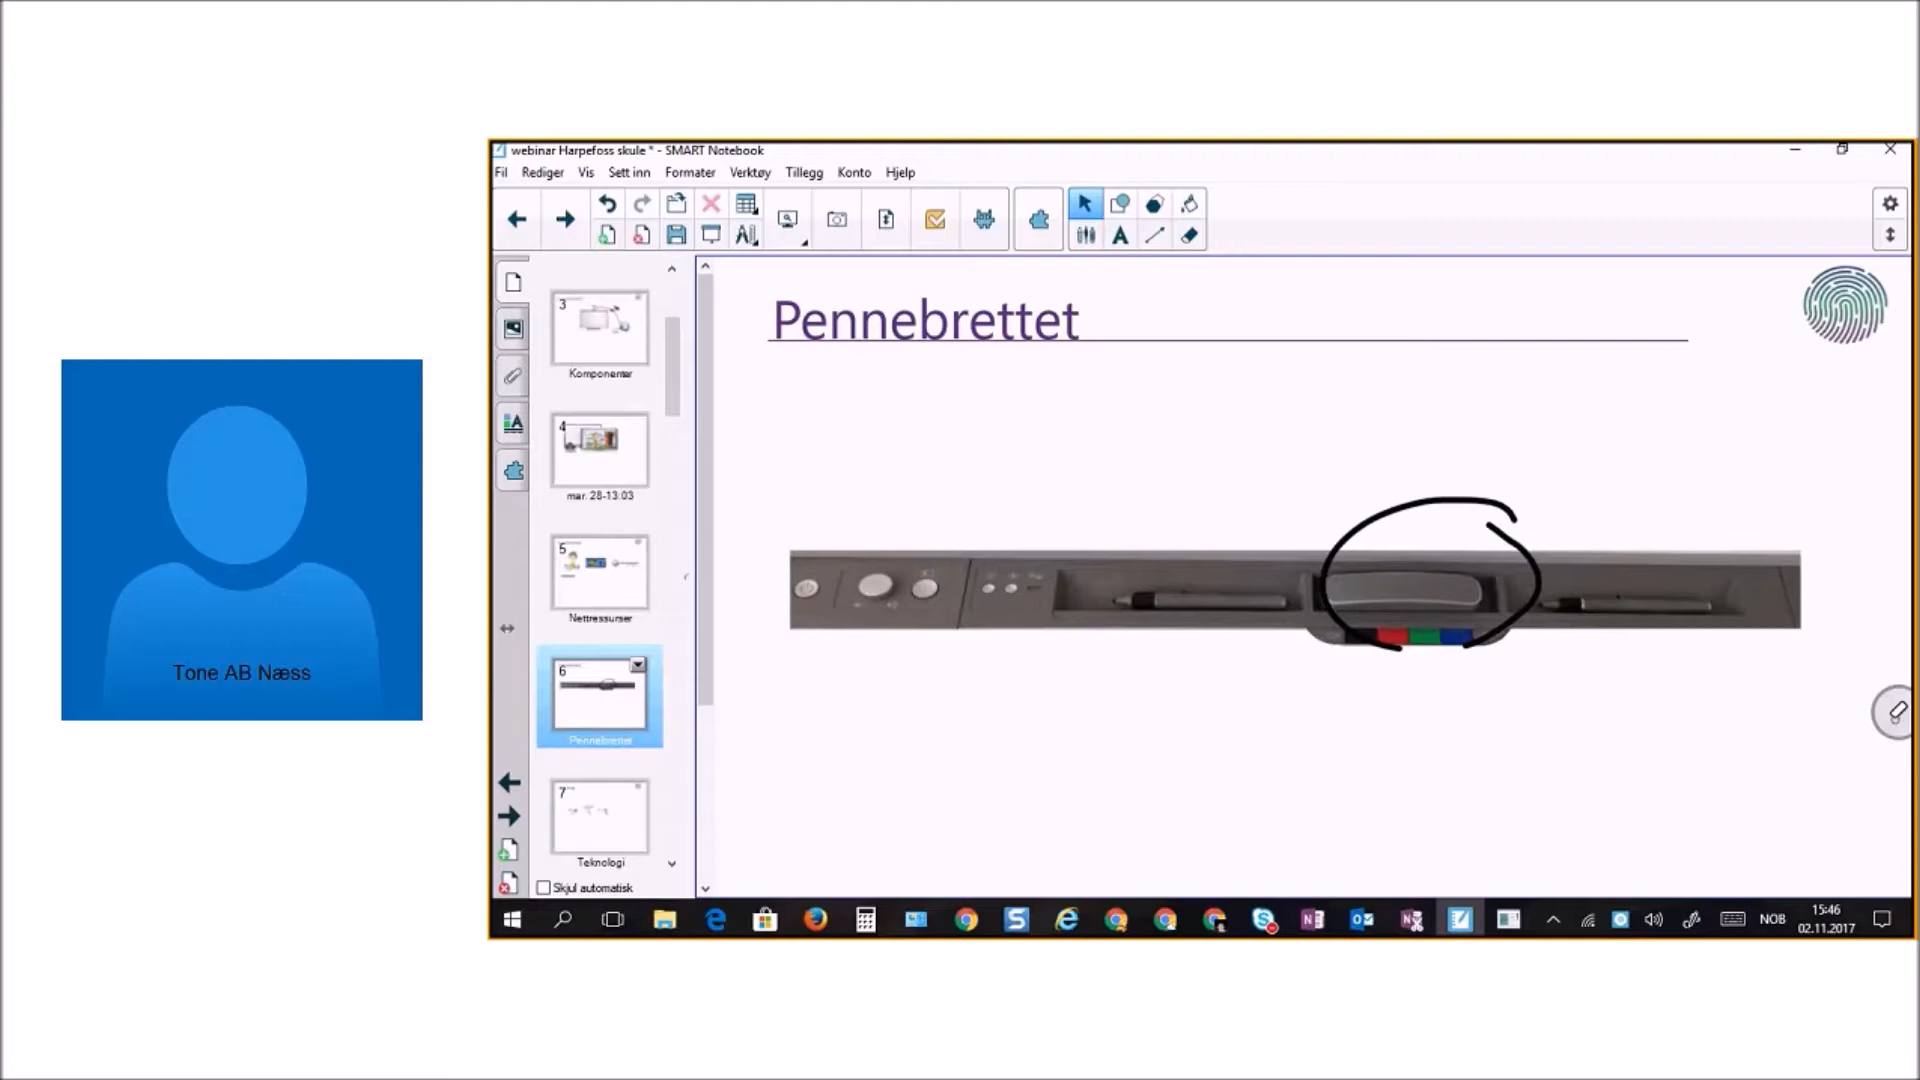 webinar Harpefoss skule * - SMART Notebook
Fil Rediger Vis Sett inn Formater Verktøy Tillegg Konto Hjelp
Pennebrettet
3
Komponenter
4
mar. 28-13:03
5
Nettressurser
6
Pennebrettet
7
Teknologi
Skjul automatisk
Tone AB Næss
NOB
15:46
02.11.2017